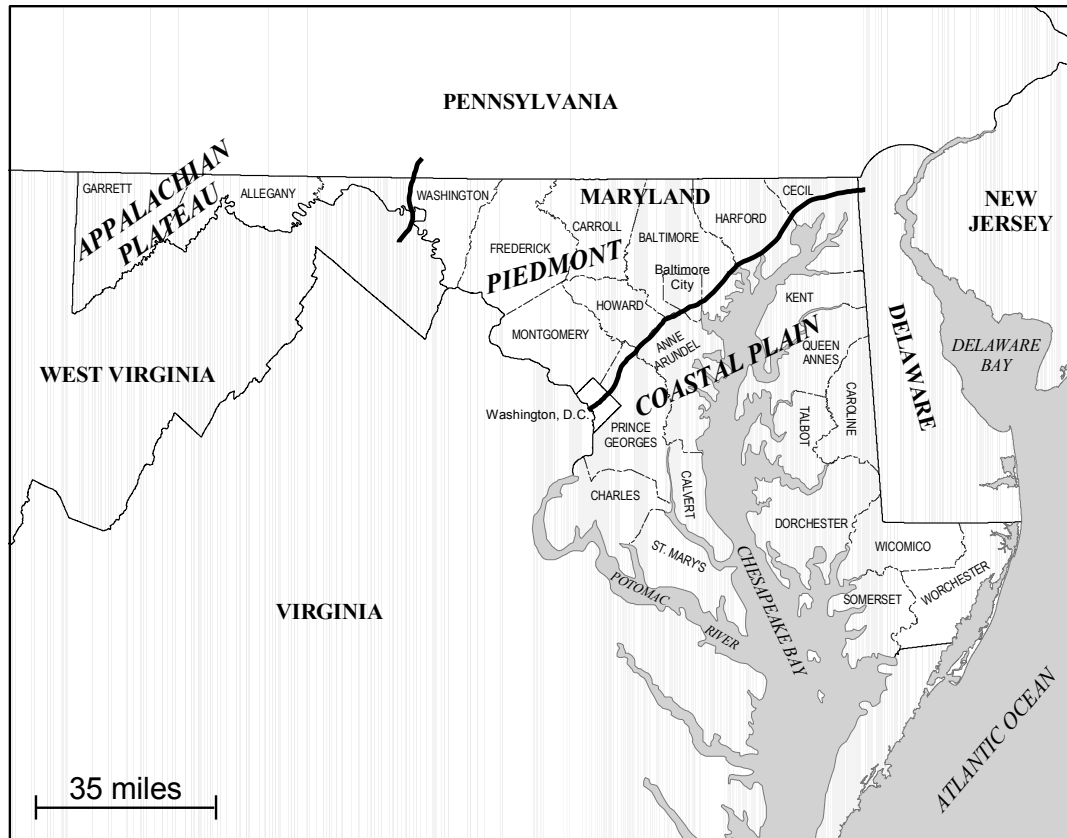 PENNSYLVANIA
APPALACHIAN
PLATEAU
GARRETT
ALLEGANY
WASHINGTON
MARYLAND
CECIL
NEW
JERSEY
HARFORD
CARROLL
BALTIMORE
FREDERICK
PIEDMONT
Baltimore
City
KENT
HOWARD
MONTGOMERY
ANNE
ARUNDEL
COASTAL PLAIN
QUEEN
ANNES
DELAWARE
DELAWARE
BAY
WEST VIRGINIA
Washington, D.C.
PRINCE
GEORGES
TALBOT
CAROLINE
CHARLES
CALVERT
DORCHESTER
WICOMICO
ST. MARY'S
CHESAPEAKE BAY
SOMERSET
WORCHESTER
POTOMAC
RIVER
VIRGINIA
ATLANTIC OCEAN
35 miles